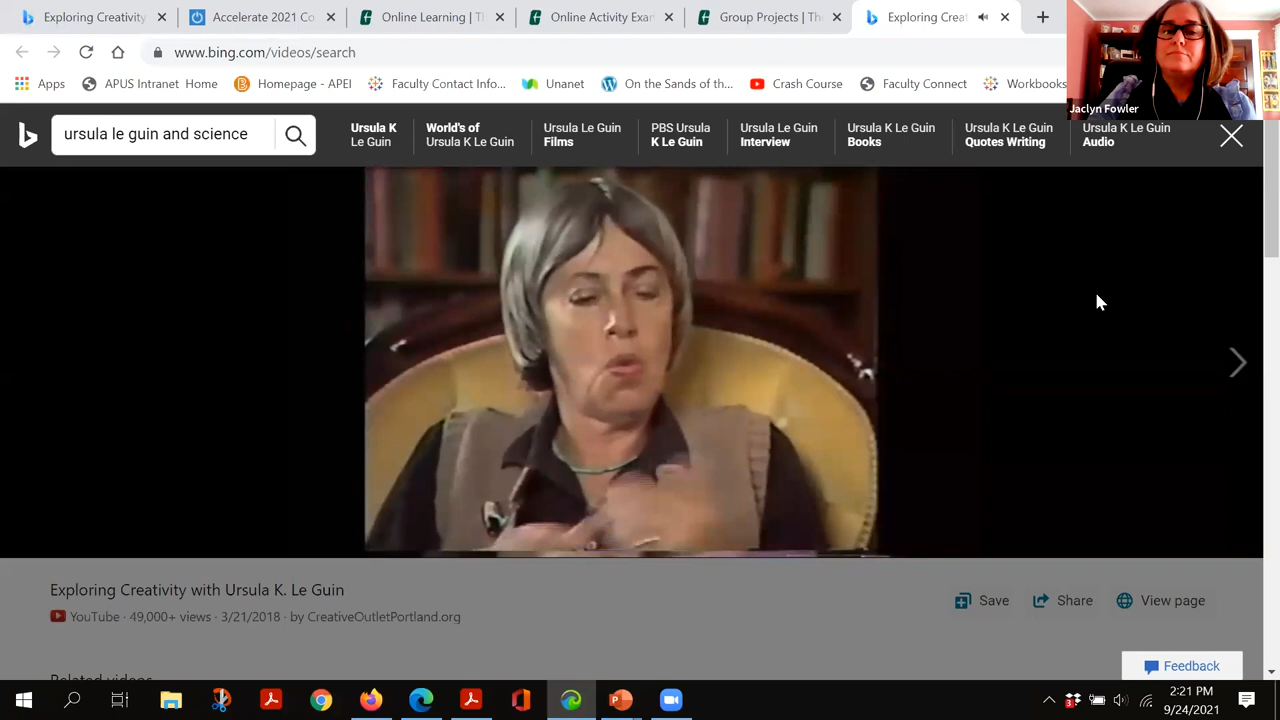 Exploring Creativity
Accelerate 2021 Co
Online Learning | Th
Online Activity Exa
Group Projects | The
Exploring Crea
www.bing.com/videos/search
Apps
APUS Intranet Home
Homepage - APEI
Faculty Contact Info...
Unanet
On the Sands of th...
Crash Course
Faculty Connect
Workbooks
Jaclyn Fowler
ursula le guin and science
Ursula K
Le Guin
World's of
Ursula K Le Guin
Ursula Le Guin
Films
PBS Ursula
K Le Guin
Ursula Le Guin
Interview
Ursula K Le Guin
Books
Ursula K Le Guin
Quotes Writing
Ursula K Le Guin
Audio
Exploring Creativity with Ursula K. Le Guin
YouTube · 49,000+ views · 3/21/2018 · by CreativeOutletPortland.org
Save
Share
View page
Feedback
Related videos
2:21 PM
9/24/2021